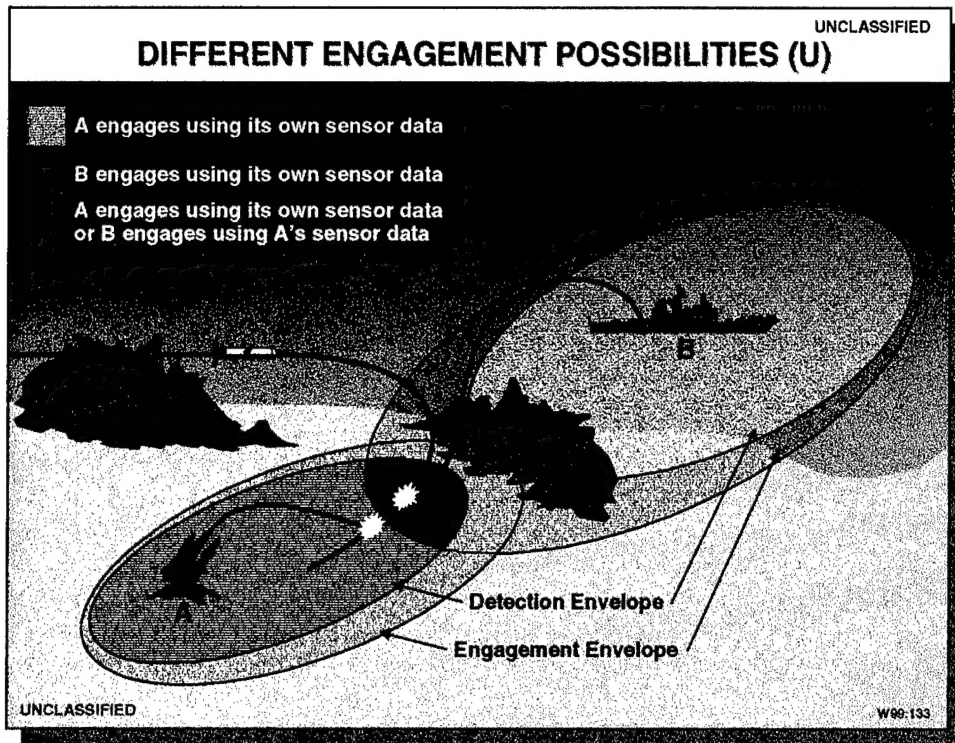 UNCLASSIFIED
DIFFERENT ENGAGEMENT POSSIBILITIES (U)
A engages using its own sensor data
B engages using its own sensor data
A engages using its own sensor data
or B engages using A's sensor data
B
A
Detection Envelope
Engagement Envelope
UNCLASSIFIED
W99-133